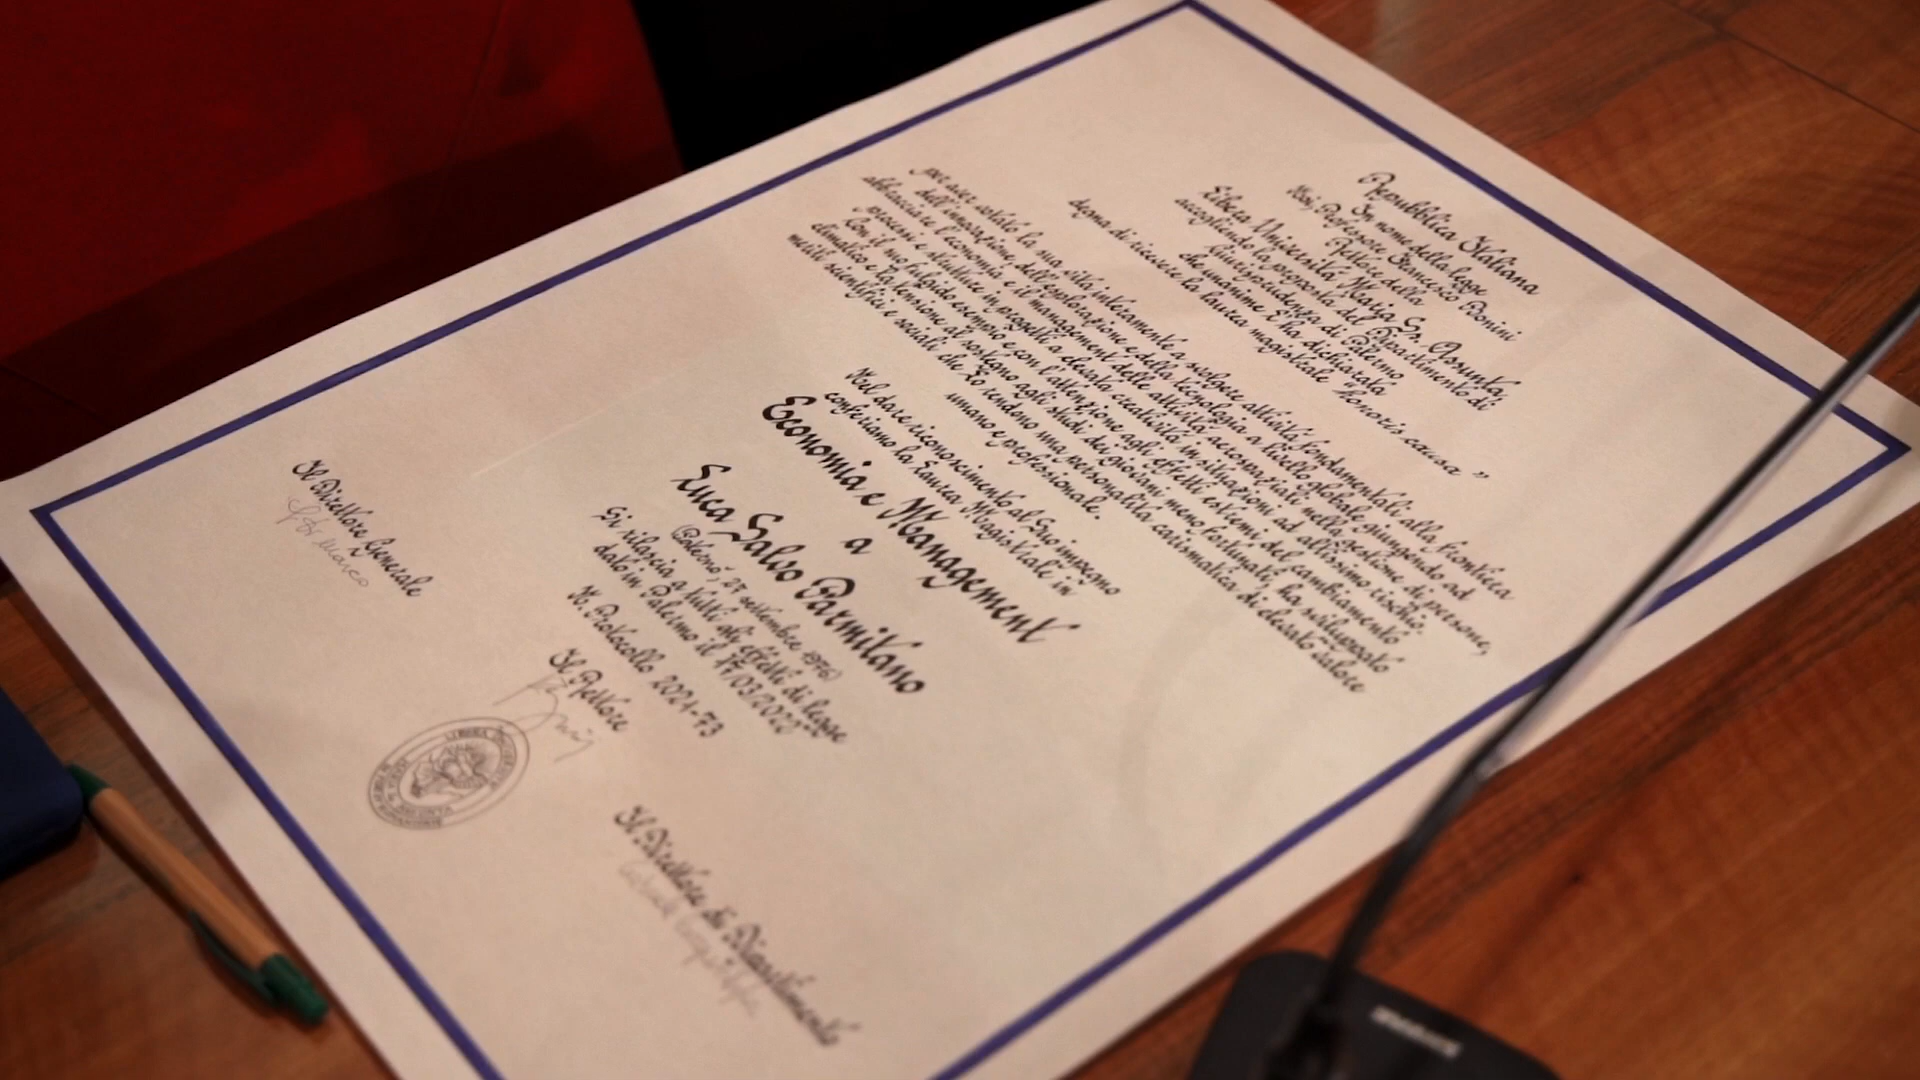 Repubblica Italiana
In nome della legge
Noi, Professore, Francesco Bonini
Rettore della
Libera Università Maria Ss. Assunta,
accogliendo la proposta del Dipartimento di
Giurisprudenza di Palermo
che unanime L'ha dichiarata
degna di ricevere la laurea magistrale "honoris causa"
per aver votato la sua vita interamente a svolgere attività fondamentali alla frontiera
dell'innovazione, dell'esplorazione e della tecnologia a livello globale giungendo ad
abbracciare l'economia e il management delle attività aerospaziali nella gestione di persone,
processi e strutture in progetti a elevata creatività in situazioni ad altissimo rischio.
Con il suo fulgido esempio e con l'attenzione agli effetti estremi del cambiamento
climatico e la tensione al sostegno agli studi dei giovani meno fortunati, ha sviluppato
meriti scientifici e sociali che Lo rendono una personalità carismatica di elevato valore
umano e professionale.
Nel dare riconoscimento al Suo impegno
conferiamo la Laurea Magistrale in
Economia e Management
a
Luca Salvo Parmitano
(Paternò, 27 settembre 1976)
Si rilascia a tutti gli effetti di legge
dato in Palermo il 17/03/2022
N. Protocollo 2021-73
Il Rettore
Il Direttore Generale
Il Direttore di Dipartimento